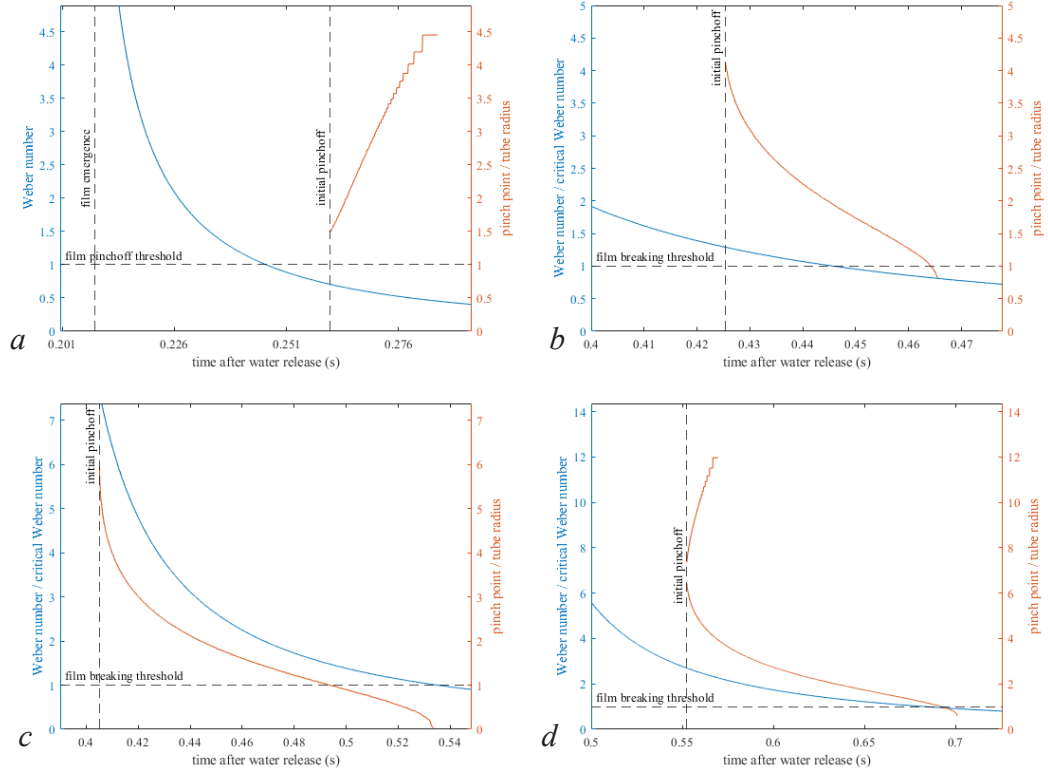 4.5
4
3.5
3
2.5
2
1.5
1
0.5
0
Weber number
film emergence
initial pinchoff
film pinchoff threshold
5
4.5
4
3.5
3
2.5
2
1.5
1
0.5
0
pinch point / tube radius
0.201 0.226 0.251 0.276
time after water release (s)
a
5
4.5
4
3.5
3
2.5
2
1.5
1
0.5
0
Weber number / critical Weber number
initial pinchoff
film breaking threshold
5
4.5
4
3.5
3
2.5
2
1.5
1
0.5
0
pinch point / tube radius
0.4 0.41 0.42 0.43 0.44 0.45 0.46 0.47
time after water release (s)
b
7
6
5
4
3
2
1
0
Weber number / critical Weber number
initial pinchoff
film breaking threshold
7
6
5
4
3
2
1
0
pinch point / tube radius
0.4 0.42 0.44 0.46 0.48 0.5 0.52 0.54
time after water release (s)
c
14
12
10
8
6
4
2
0
Weber number / critical Weber number
initial pinchoff
film breaking threshold
14
12
10
8
6
4
2
0
pinch point / tube radius
0.5 0.55 0.6 0.65 0.7
time after water release (s)
d